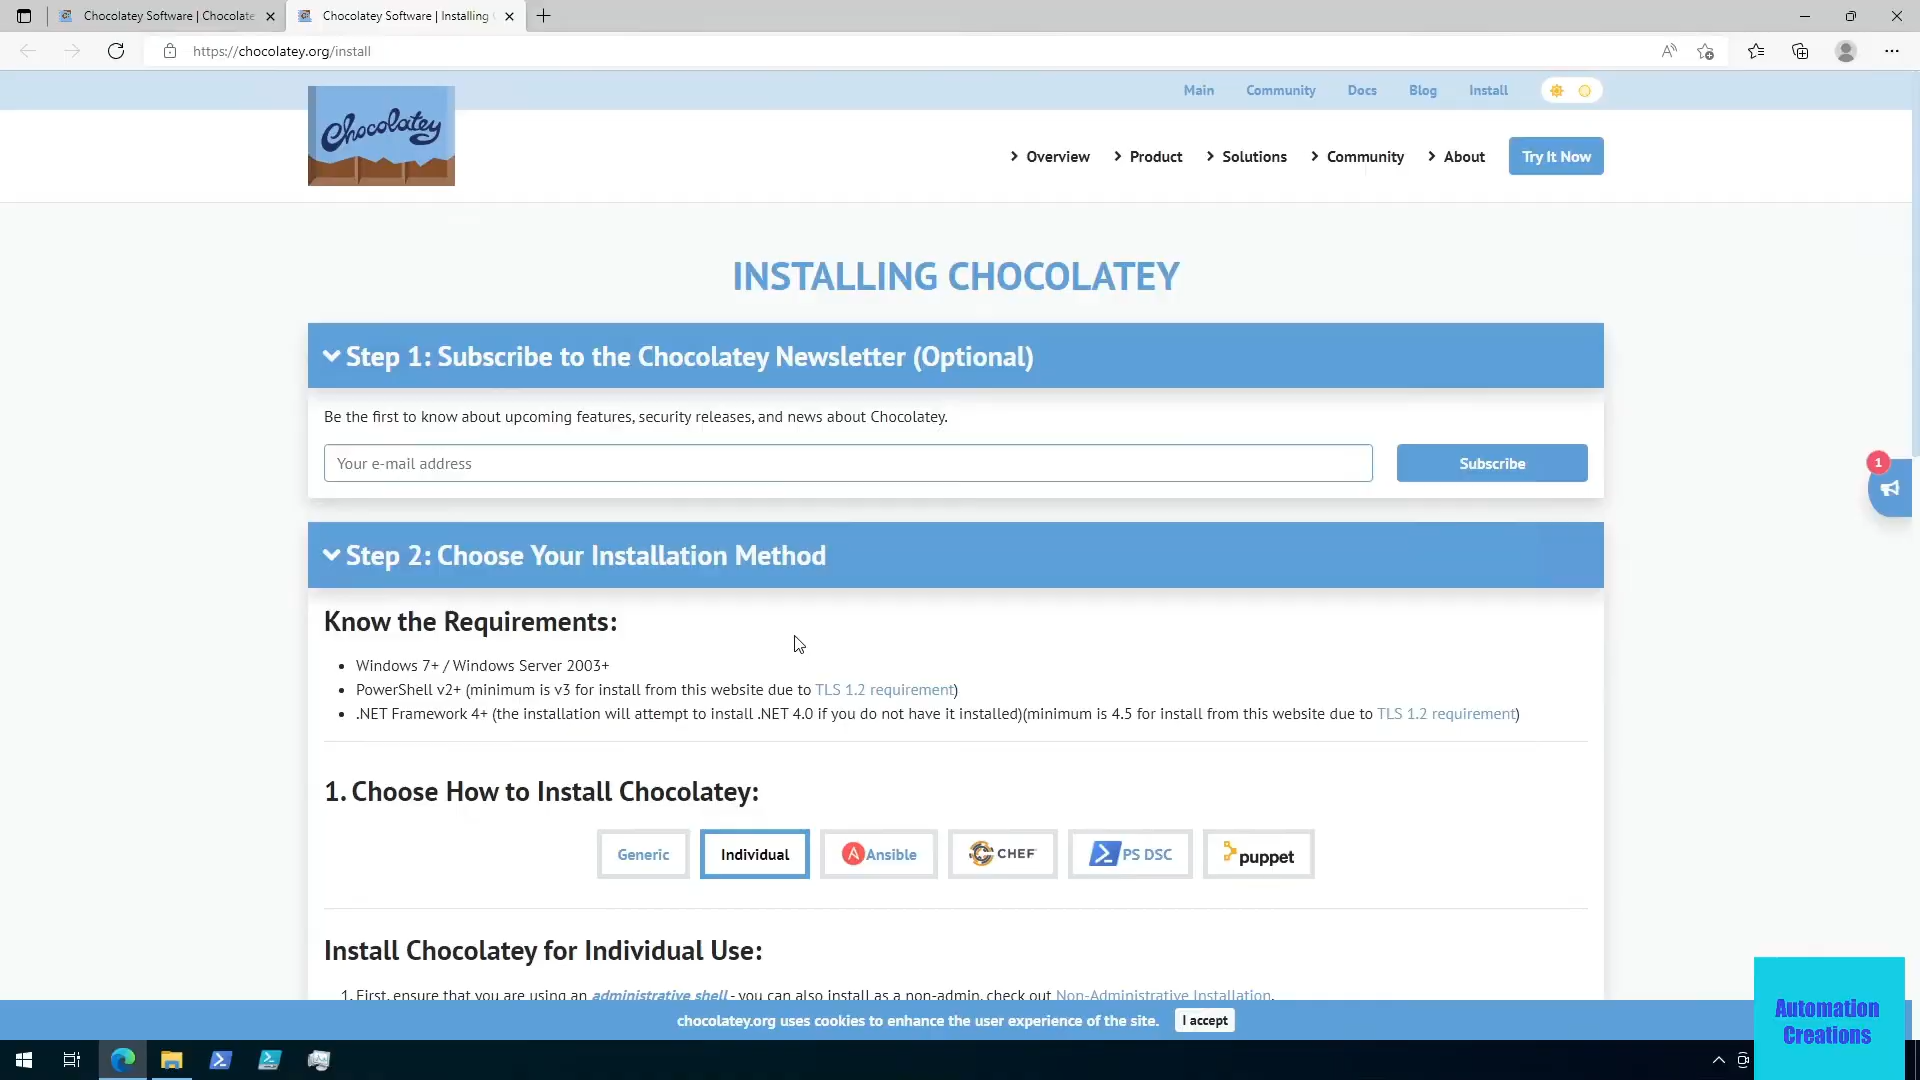 Chocolatey Software | Chocolate
Chocolatey Software | Installing
https://chocolatey.org/install
Main
Community
Docs
Blog
Install
Chocolatey
Overview
Product
Solutions
Community
About
Try It Now
INSTALLING CHOCOLATEY
Step 1: Subscribe to the Chocolatey Newsletter (Optional)
Be the first to know about upcoming features, security releases, and news about Chocolatey.
Your e-mail address
Subscribe
1
Step 2: Choose Your Installation Method
Know the Requirements:
• Windows 7+ / Windows Server 2003+
• PowerShell v2+ (minimum is v3 for install from this website due to TLS 1.2 requirement)
• .NET Framework 4+ (the installation will attempt to install .NET 4.0 if you do not have it installed)(minimum is 4.5 for install from this website due to TLS 1.2 requirement)
1. Choose How to Install Chocolatey:
Generic
Individual
Ansible
CHEF
PS DSC
puppet
Install Chocolatey for Individual Use:
1. First, ensure that you are using an administrative shell - you can also install as a non-admin, check out Non-Administrative Installation.
chocolatey.org uses cookies to enhance the user experience of the site.
I accept
Automation
Creations